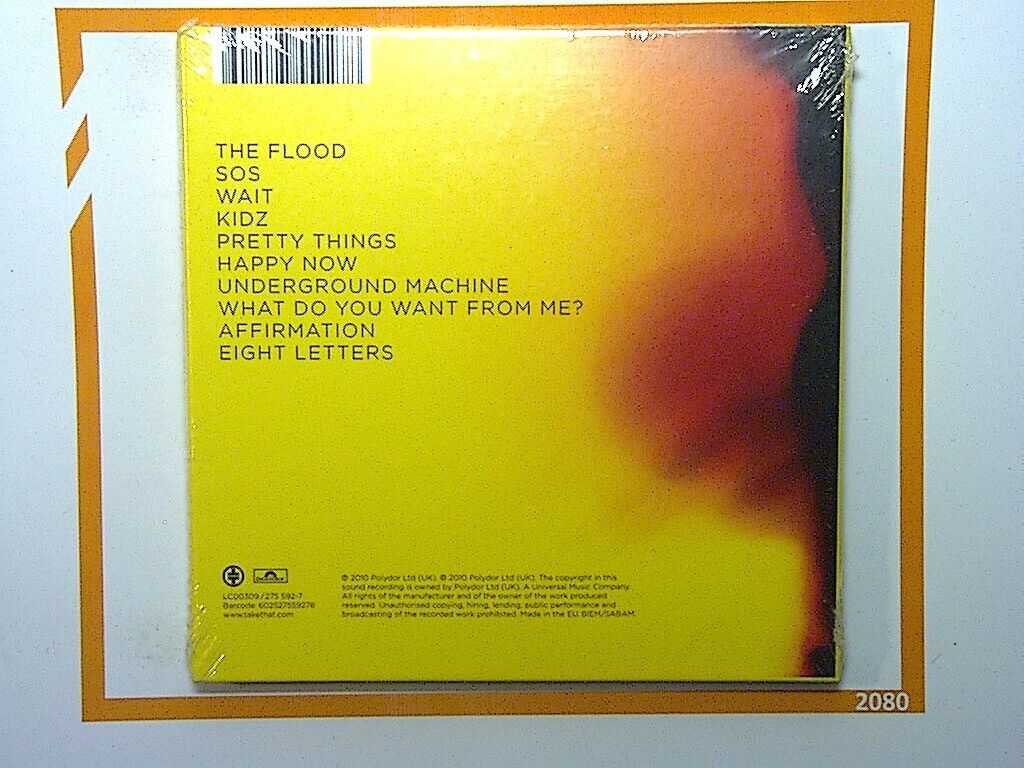 THE FLOOD
SOS
WAIT
KIDZ
PRETTY THINGS
HAPPY NOW
UNDERGROUND MACHINE
WHAT DO YOU WANT FROM ME?
AFFIRMATION
EIGHT LETTERS
LC00309 / 275 592-7
Barcode: 602527559278
www.takethat.com
℗ 2010 Polydor Ltd (UK). © 2010 Polydor Ltd (UK). The copyright in this
sound recording is owned by Polydor Ltd (UK). A Universal Music Company.
All rights of the manufacturer and of the owner of the work produced
reserved. Unauthorised copying, hiring, lending, public performance and
broadcasting of the recorded work prohibited. Made in the EU. BIEM/SABAM.
2080